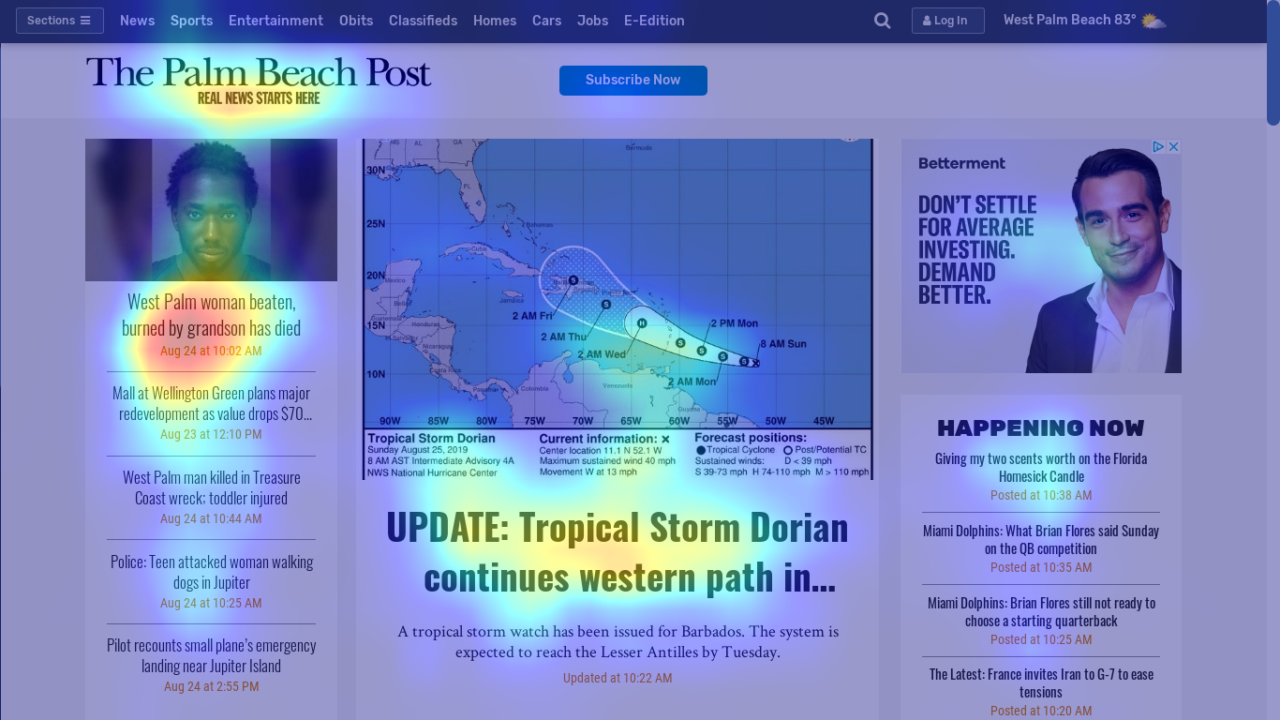 Sections
News
Sports
Entertainment
Obits
Classifieds
Homes
Cars
Jobs
E-Edition
Log In
West Palm Beach 83°
The Palm Beach Post
REAL NEWS STARTS HERE
Subscribe Now
West Palm woman beaten,
burned by grandson has died
Aug 24 at 10:02 AM
Mall at Wellington Green plans major
redevelopment as value drops $70...
Aug 23 at 12:10 PM
West Palm man killed in Treasure
Coast wreck; toddler injured
Aug 24 at 10:44 AM
Police: Teen attacked woman walking
dogs in Jupiter
Aug 24 at 10:25 AM
Pilot recounts small plane's emergency
landing near Jupiter Island
Aug 24 at 2:55 PM
MS
AL
GA
Bermuda
30N
FL
25N
Bahamas
Cuba
20N
Mexico
Jamaica
2 AM Fri
15N
Honduras
2 PM Mon
2 AM Thu
8 AM Sun
2 AM Wed
Nicaragua
10N
Venezuela
2 AM Mon
Colombia
Guyana
90W 85W 80W 75W 70W 65W 60W 55W 50W 45W
Tropical Storm Dorian
Sunday August 25, 2019
8 AM AST Intermediate Advisory 4A
NWS National Hurricane Center
Current information: x
Center location 11.1 N 52.1 W
Maximum sustained wind 40 mph
Movement W at 13 mph
Forecast positions:
Tropical Cyclone Post/Potential TC
Sustained winds: D < 39 mph
S 39-73 mph H 74-110 mph M > 110 mph
UPDATE: Tropical Storm Dorian
continues western path in...
A tropical storm watch has been issued for Barbados. The system is
expected to reach the Lesser Antilles by Tuesday.
Updated at 10:22 AM
Betterment
DON'T SETTLE
FOR AVERAGE
INVESTING.
DEMAND
BETTER.
HAPPENING NOW
Giving my two scents worth on the Florida
Homesick Candle
Posted at 10:38 AM
Miami Dolphins: What Brian Flores said Sunday
on the QB competition
Posted at 10:35 AM
Miami Dolphins: Brian Flores still not ready to
choose a starting quarterback
Posted at 10:25 AM
The Latest: France invites Iran to G-7 to ease
tensions
Posted at 10:20 AM